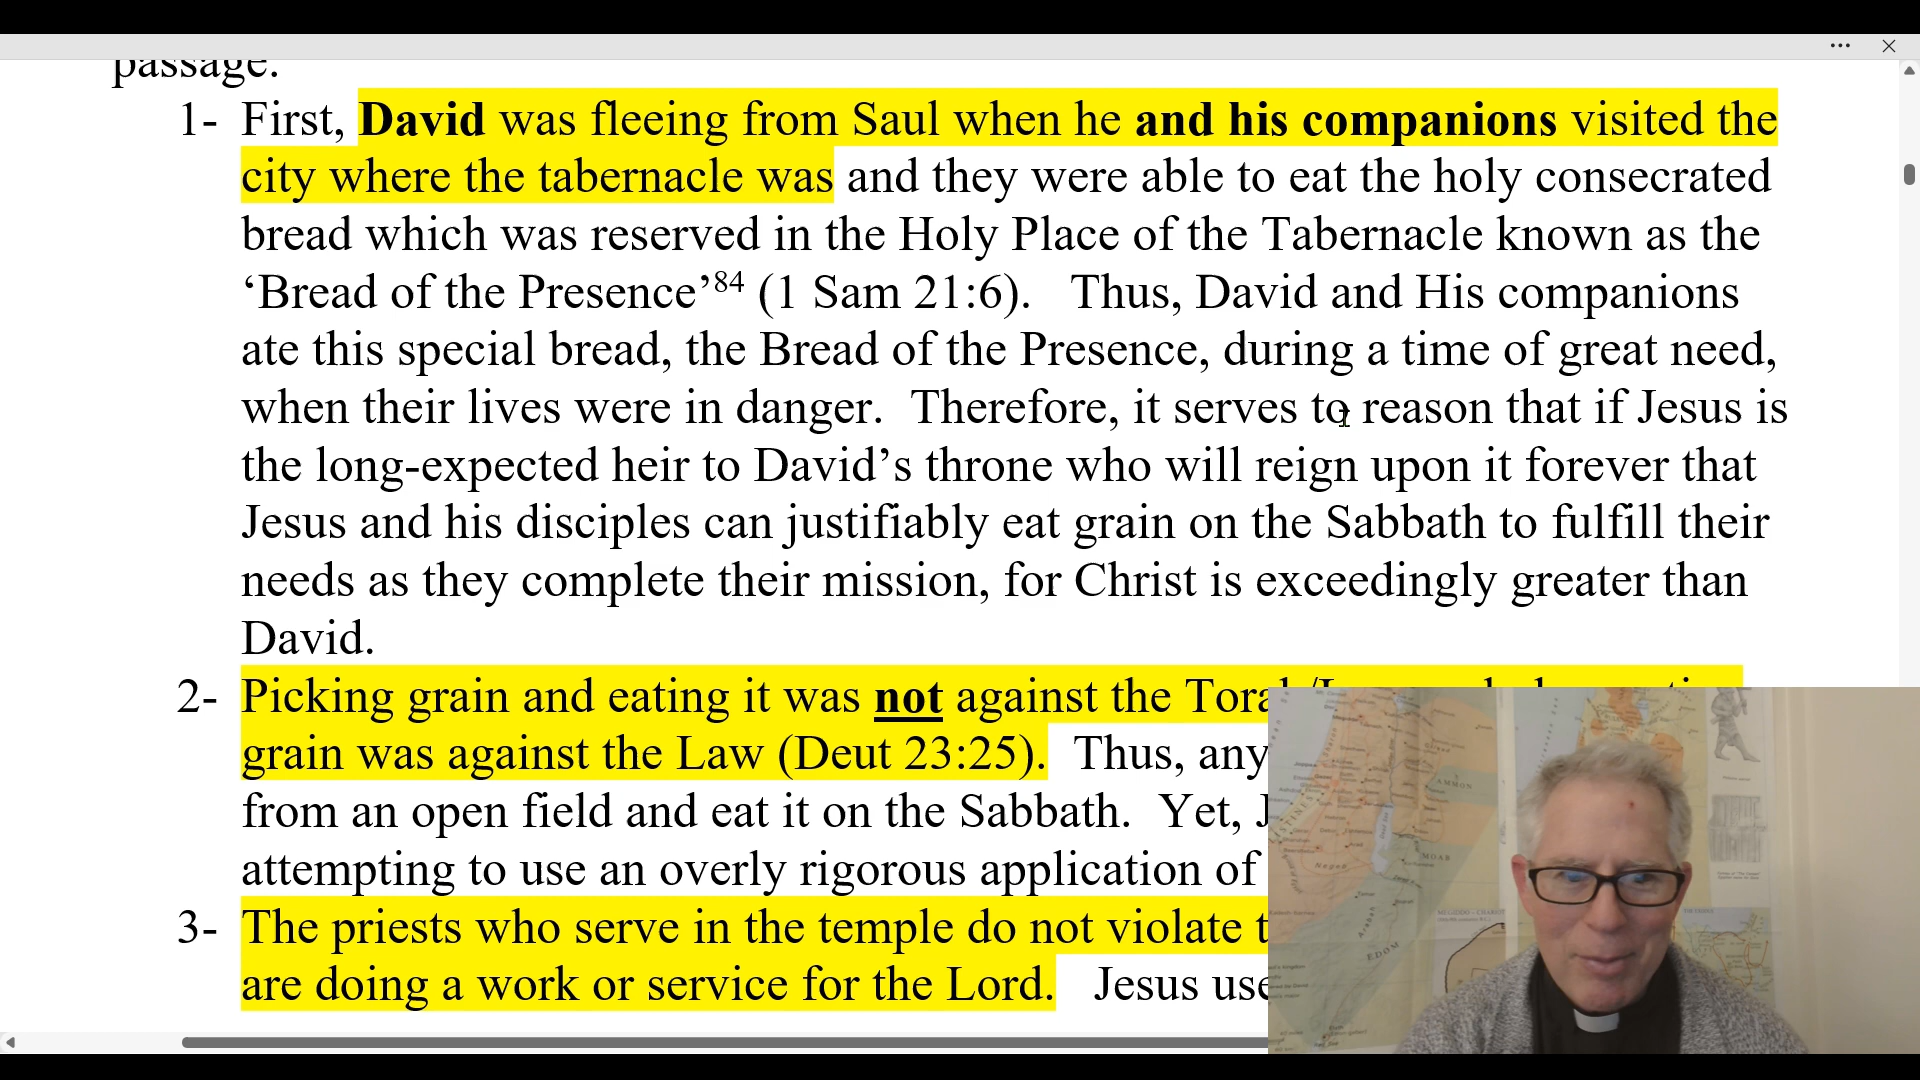 passage.
1- First, David was fleeing from Saul when he and his companions visited the
city where the tabernacle was and they were able to eat the holy consecrated
bread which was reserved in the Holy Place of the Tabernacle known as the
‘Bread of the Presence’84 (1 Sam 21:6). Thus, David and His companions
ate this special bread, the Bread of the Presence, during a time of great need,
when their lives were in danger. Therefore, it serves to reason that if Jesus is
the long-expected heir to David’s throne who will reign upon it forever that
Jesus and his disciples can justifiably eat grain on the Sabbath to fulfill their
needs as they complete their mission, for Christ is exceedingly greater than
David.
2- Picking grain and eating it was not against the
grain was against the Law (Deut 23:25). Thus, any
from an open field and eat it on the Sabbath. Yet,
attempting to use an overly rigorous application of
3- The priests who serve in the temple do not violate
are doing a work or service for the Lord. Jesus
AMMON
MOAB
EDOM